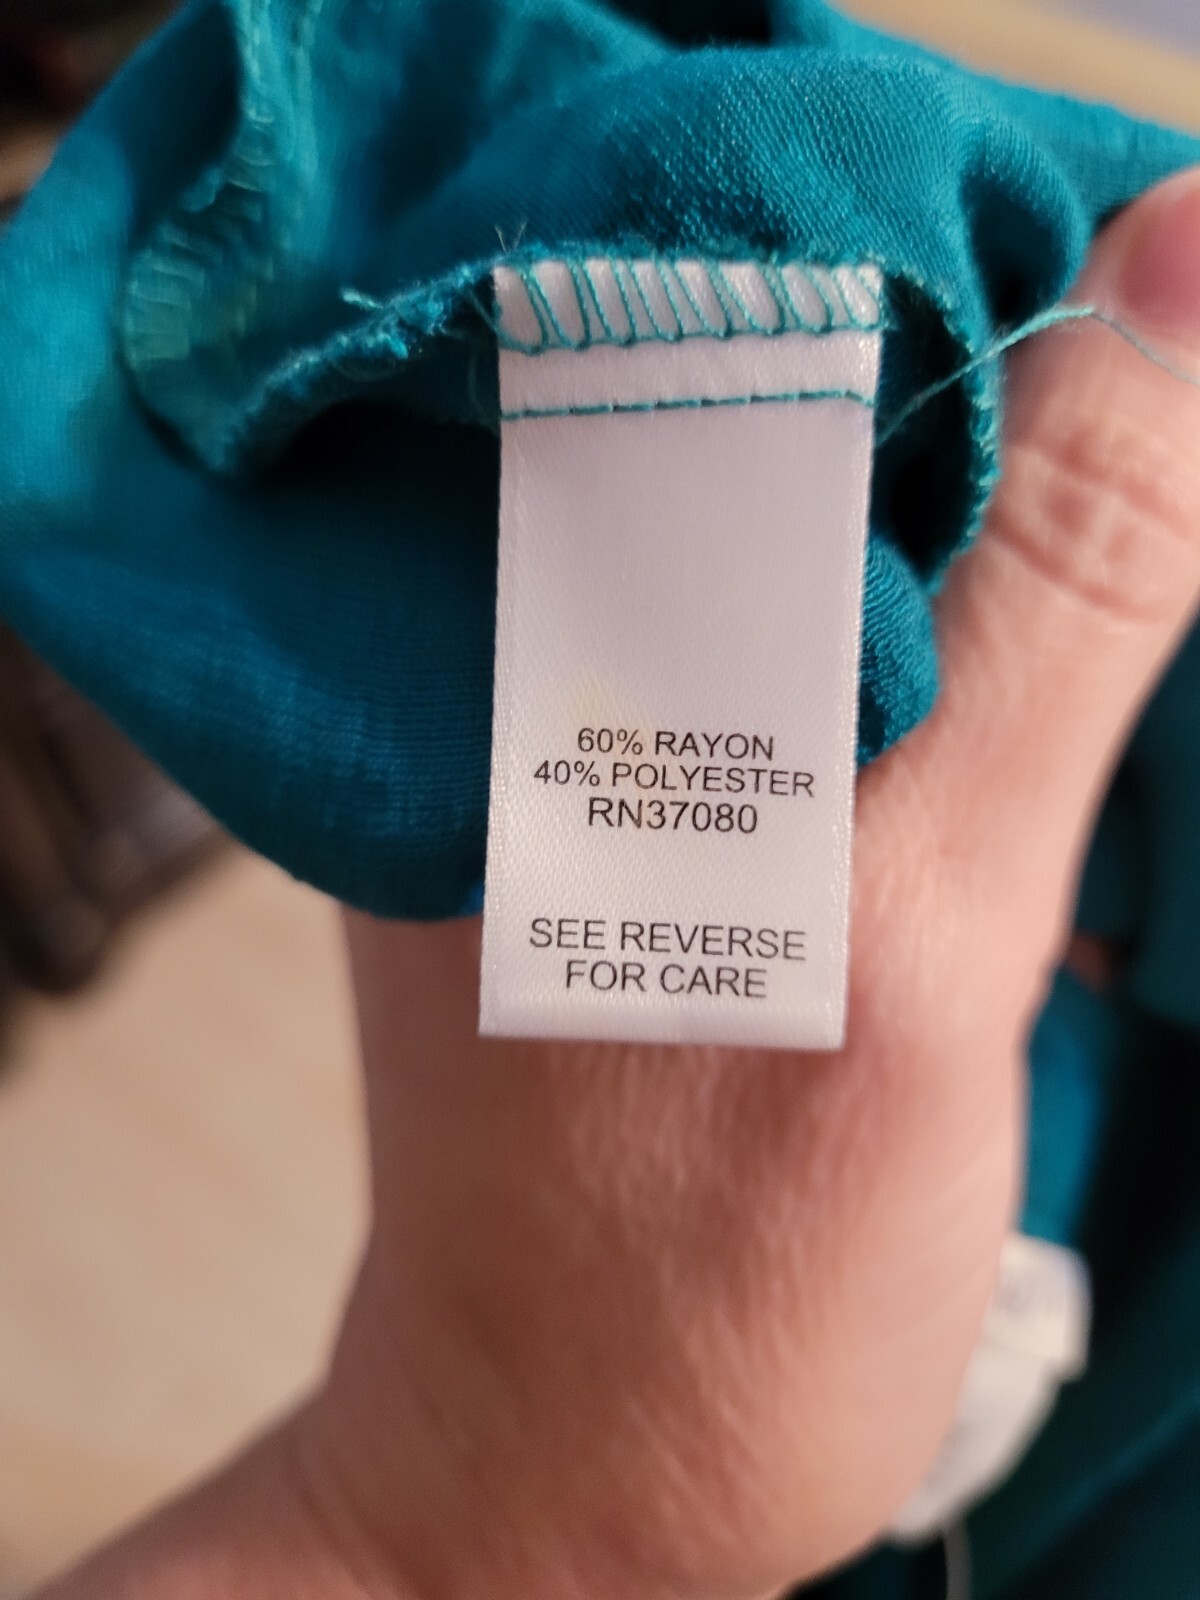 60% RAYON
40% POLYESTER
RN37080
SEE REVERSE
FOR CARE